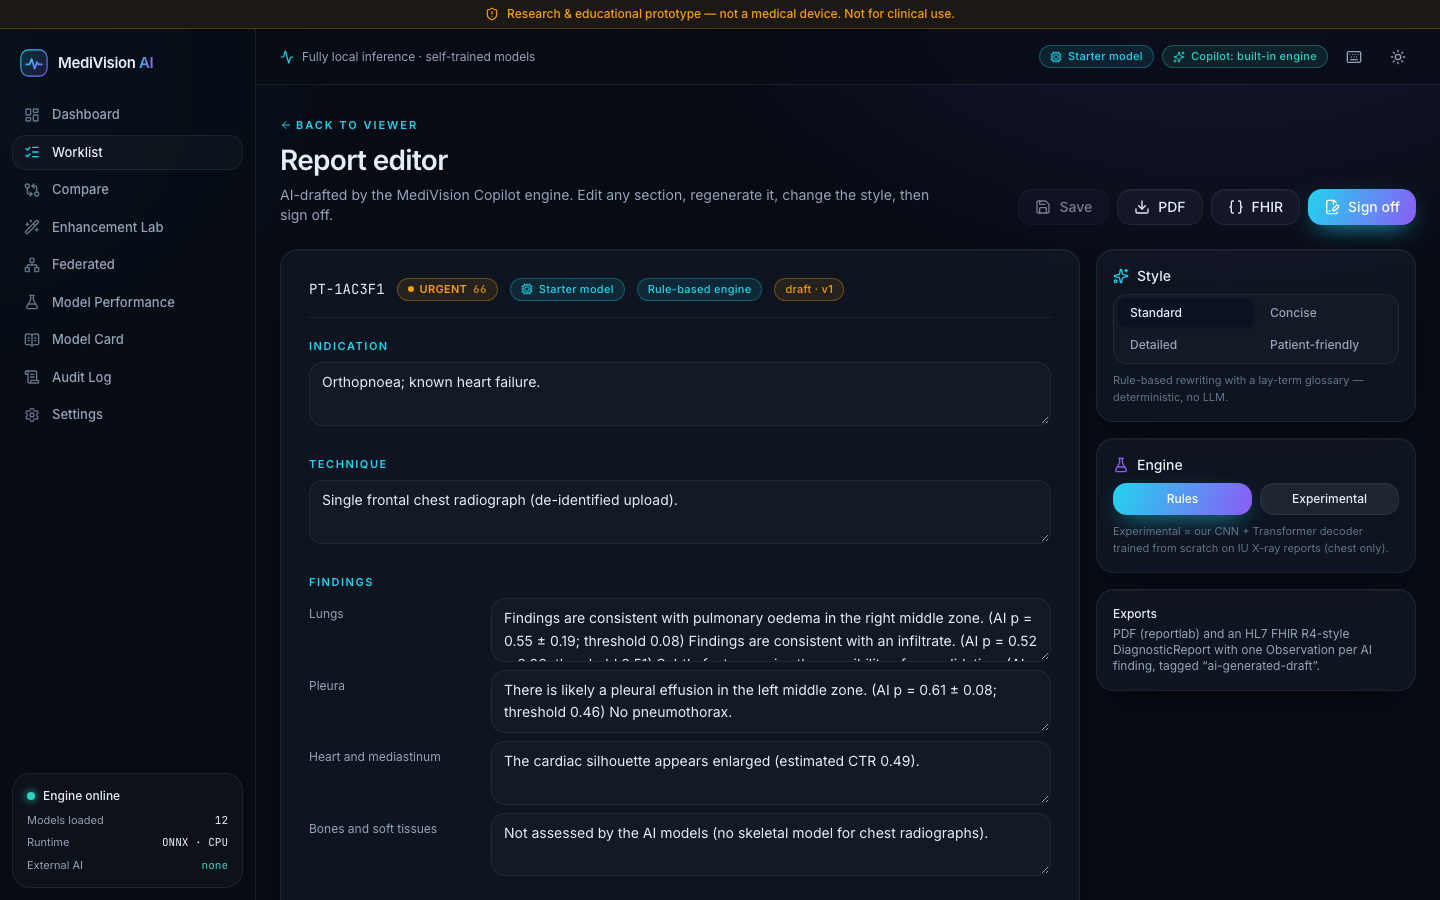 Research & educational prototype — not a medical device. Not for clinical use.
MediVision AI
Dashboard
Worklist
Compare
Enhancement Lab
Federated
Model Performance
Model Card
Audit Log
Settings
Engine online
Models loaded 12
Runtime ONNX · CPU
External AI none
Fully local inference · self-trained models
Starter model
Copilot: built-in engine
← BACK TO VIEWER
Report editor
AI-drafted by the MediVision Copilot engine. Edit any section, regenerate it, change the style, then
sign off.
Save
PDF
{} FHIR
Sign off
PT-1AC3F1
URGENT 66
Starter model
Rule-based engine
draft · v1
INDICATION
Orthopnoea; known heart failure.
TECHNIQUE
Single frontal chest radiograph (de-identified upload).
FINDINGS
Lungs
Findings are consistent with pulmonary oedema in the right middle zone. (AI p =
0.55 ± 0.19; threshold 0.08) Findings are consistent with an infiltrate. (AI p = 0.52
Pleura
There is likely a pleural effusion in the left middle zone. (AI p = 0.61 ± 0.08;
threshold 0.46) No pneumothorax.
Heart and mediastinum
The cardiac silhouette appears enlarged (estimated CTR 0.49).
Bones and soft tissues
Not assessed by the AI models (no skeletal model for chest radiographs).
Style
Standard
Concise
Detailed
Patient-friendly
Rule-based rewriting with a lay-term glossary —
deterministic, no LLM.
Engine
Rules
Experimental
Experimental = our CNN + Transformer decoder
trained from scratch on IU X-ray reports (chest only).
Exports
PDF (reportlab) and an HL7 FHIR R4-style
DiagnosticReport with one Observation per AI
finding, tagged “ai-generated-draft”.